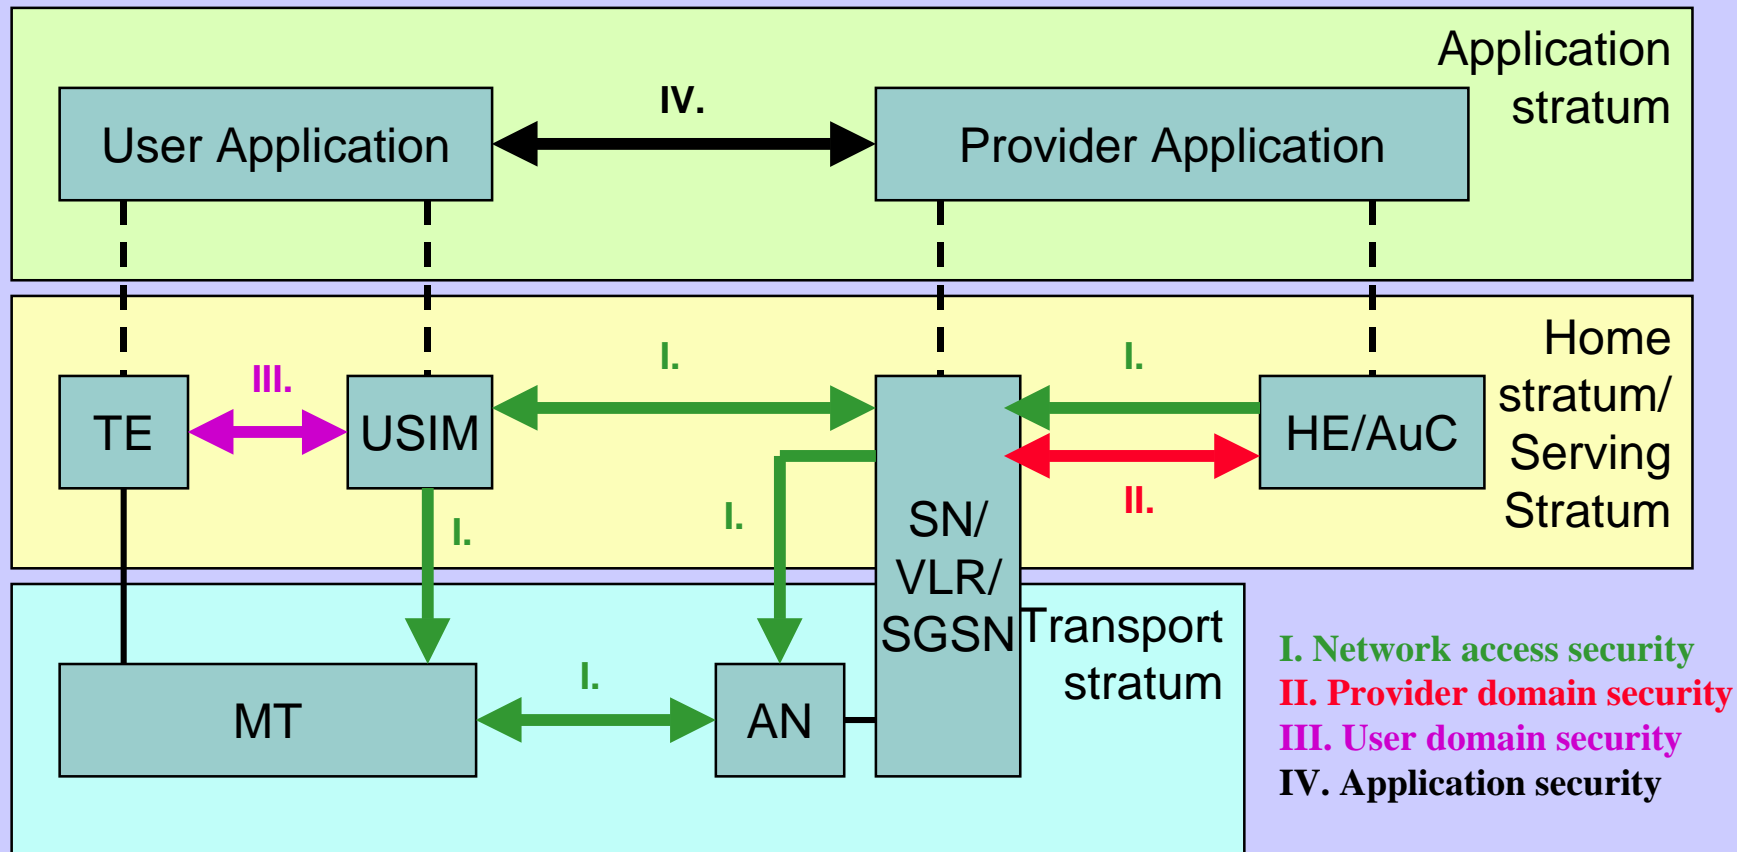 Application
stratum
User Application
IV.
Provider Application
Home
stratum/
Serving
Stratum
TE
III.
USIM
I.
I.
HE/AuC
II.
I.
I.
SN/
VLR/
SGSN
Transport
stratum
MT
I.
AN
I. Network access security
II. Provider domain security
III. User domain security
IV. Application security